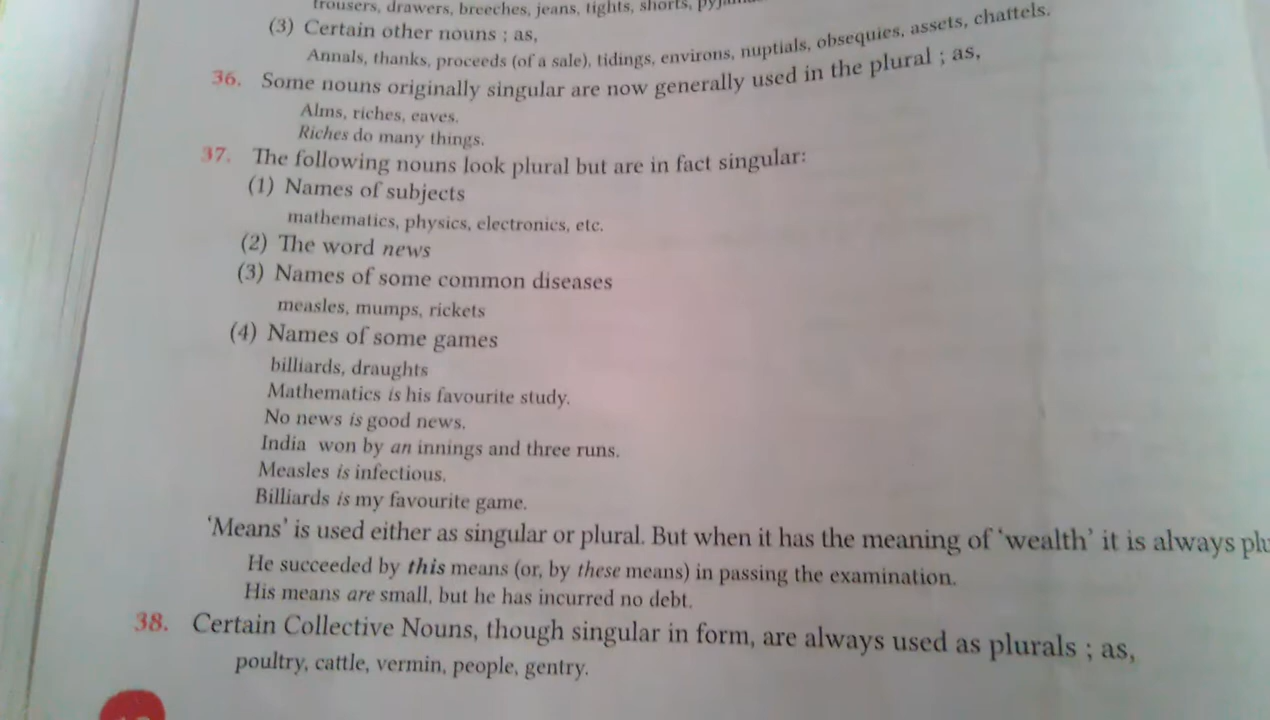 trousers, drawers, breeches, jeans, tights, shorts,
(3) Certain other nouns ; as,
Annals, thanks, proceeds (of a sale), tidings, environs, nuptials, obsequies, assets, chattels.
36. Some nouns originally singular are now generally used in the plural ; as,
Alms, riches, eaves.
Riches do many things.
37. The following nouns look plural but are in fact singular:
(1) Names of subjects
mathematics, physics, electronics, etc.
(2) The word news
(3) Names of some common diseases
measles, mumps, rickets
(4) Names of some games
billiards, draughts
Mathematics is his favourite study.
No news is good news.
India won by an innings and three runs.
Measles is infectious.
Billiards is my favourite game.
'Means' is used either as singular or plural. But when it has the meaning of 'wealth' it is always
He succeeded by this means (or, by these means) in passing the examination.
His means are small, but he has incurred no debt.
38. Certain Collective Nouns, though singular in form, are always used as plurals ; as,
poultry, cattle, vermin, people, gentry.